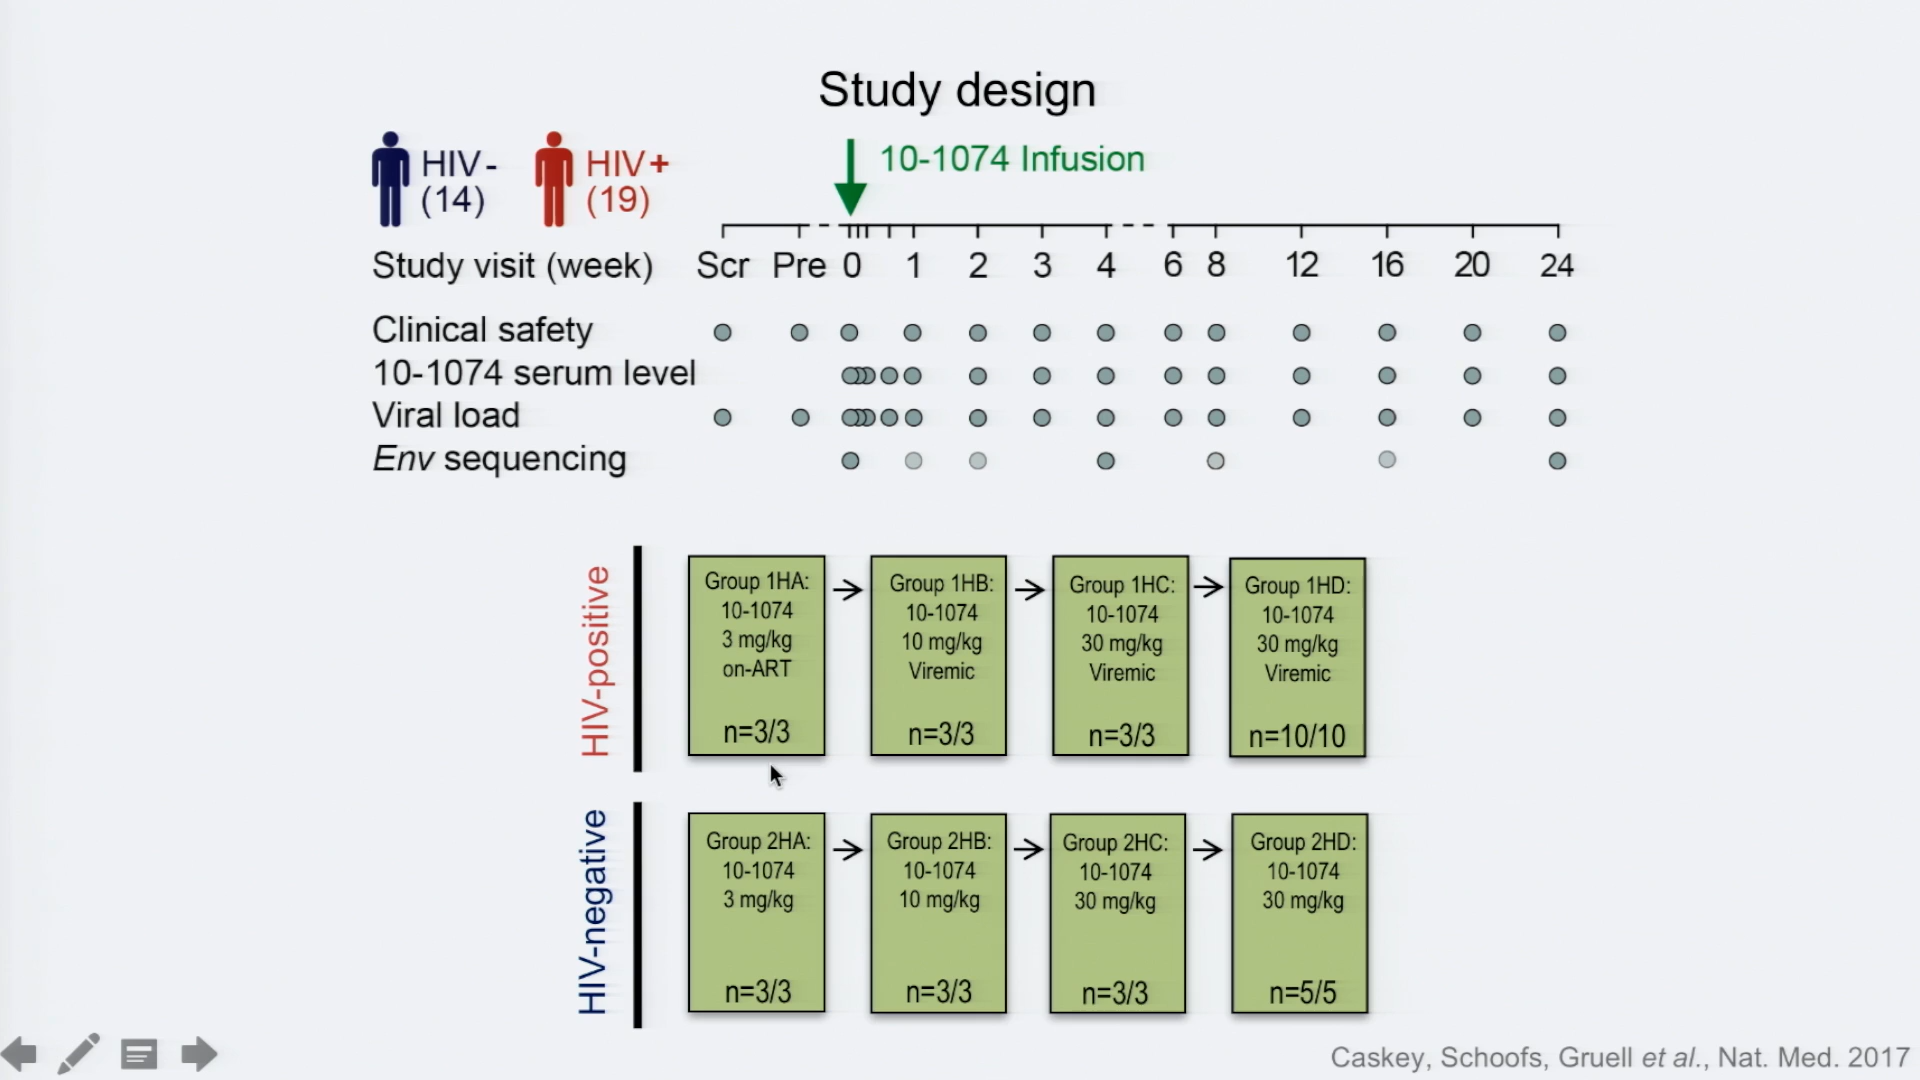 Study design
HIV- HIV+
(14) (19)
10-1074 Infusion
Study visit (week) Scr Pre 0 1 2 3 4 6 8 12 16 20 24
Clinical safety
10-1074 serum level
Viral load
Env sequencing
HIV-positive
Group 1HA:
10-1074
3 mg/kg
on-ART
n=3/3
Group 1HB:
10-1074
10 mg/kg
Viremic
n=3/3
Group 1HC:
10-1074
30 mg/kg
Viremic
n=3/3
Group 1HD:
10-1074
30 mg/kg
Viremic
n=10/10
HIV-negative
Group 2HA:
10-1074
3 mg/kg
n=3/3
Group 2HB:
10-1074
10 mg/kg
n=3/3
Group 2HC:
10-1074
30 mg/kg
n=3/3
Group 2HD:
10-1074
30 mg/kg
n=5/5
Caskey, Schoofs, Gruell et al., Nat. Med. 2017